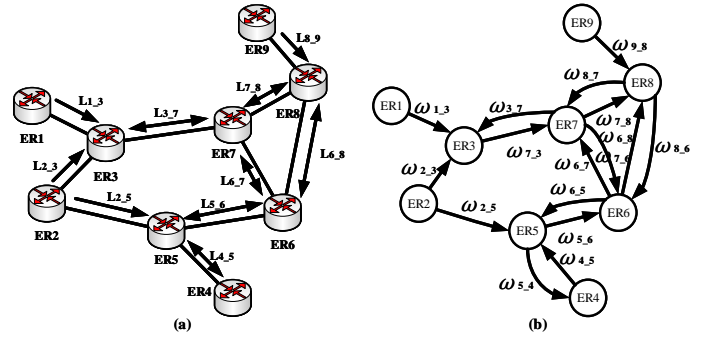 ER9
L8_9
ER8
L7_8
L1_3
L3_7
ER1
ER3
ER7
L6_8
L2_3
L6_7
L2_5
L5_6
ER2
ER5
ER6
L4_5
ER4
(a)
ER9
ω9_8
ω8_7
ER8
ER1
ω1_3
ω3_7
ER7
ω7_8
ω6_8
ER3
ω7_3
ω7_6
ω8_6
ω2_3
ω6_7
ER2
ω2_5
ω6_5
ER6
ER5
ω5_6
ω4_5
ω5_4
ER4
(b)